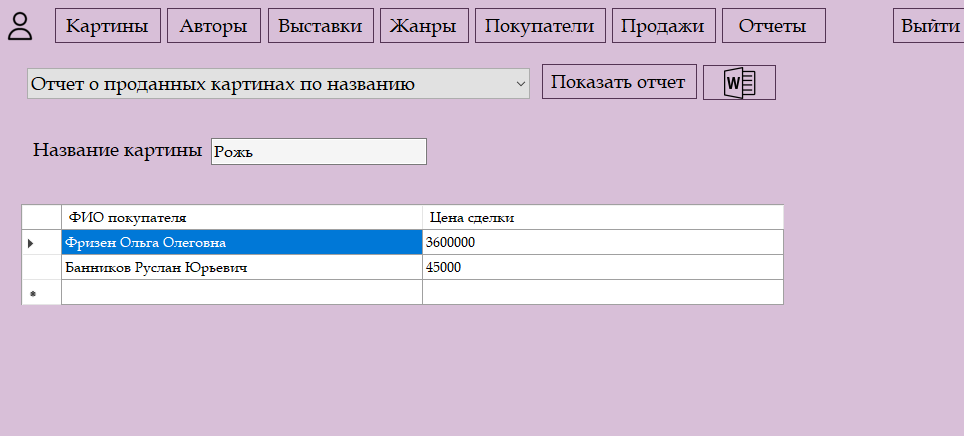 Картины Авторы Выставки Жанры Покупатели Продажи Отчеты Выйти
Отчет о проданных картинах по названию Показать отчет W
Название картины Рожь
ФИО покупателя Цена сделки
Фризен Ольга Олеговна 3600000
Банников Руслан Юрьевич 45000